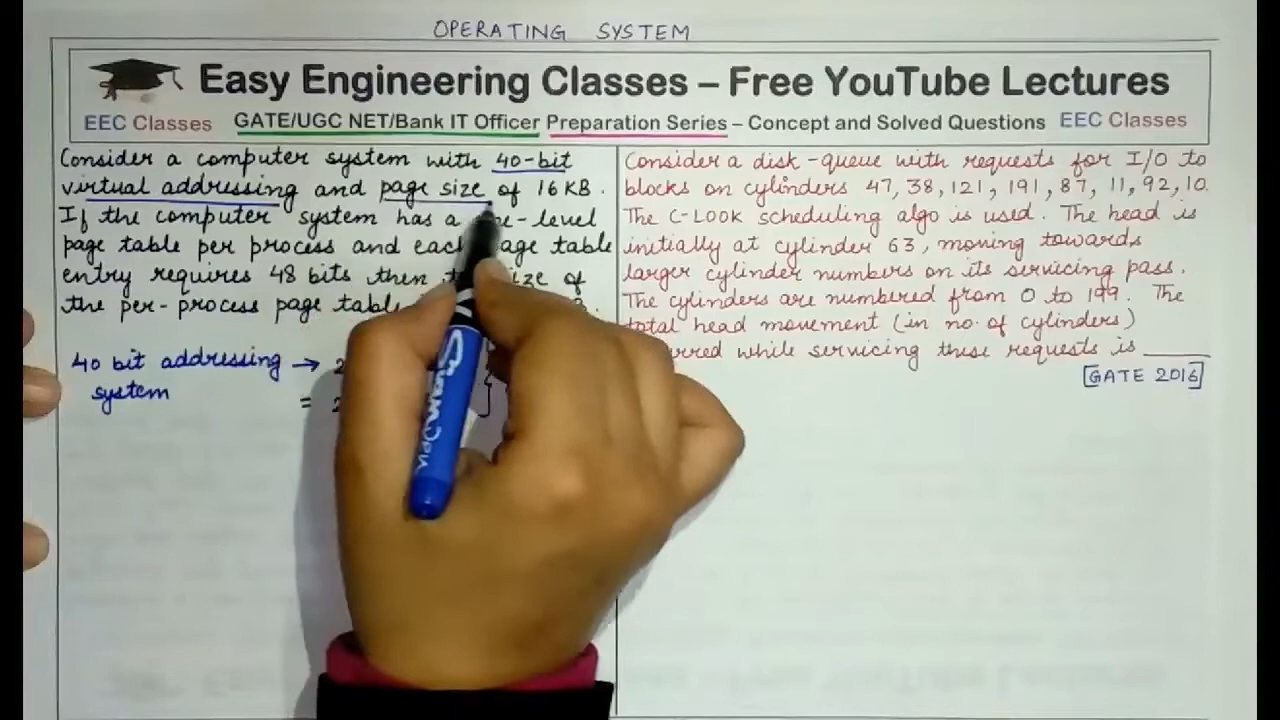 OPERATING SYSTEM
Easy Engineering Classes – Free YouTube Lectures
EEC Classes GATE/UGC NET/Bank IT Officer Preparation Series – Concept and Solved Questions EEC Classes
Consider a computer system with 40-bit
virtual addressing and page size of 16 KB.
If the computer system has a -level
page table per process and each table
entry requires 48 bits then of
the per-process page table
40 bit addressing → 2
system
= 2
Consider a disk-queue with requests for I/O to
blocks on cylinders 47, 38, 121, 191, 87, 11, 92, 10.
The C-LOOK scheduling algo is used. The head is
initially at cylinder 63, moving towards
larger cylinder numbers on its servicing pass.
The cylinders are numbered from 0 to 199. The
total head movement (in no. of cylinders)
while servicing these requests is ____
[GATE 2016]